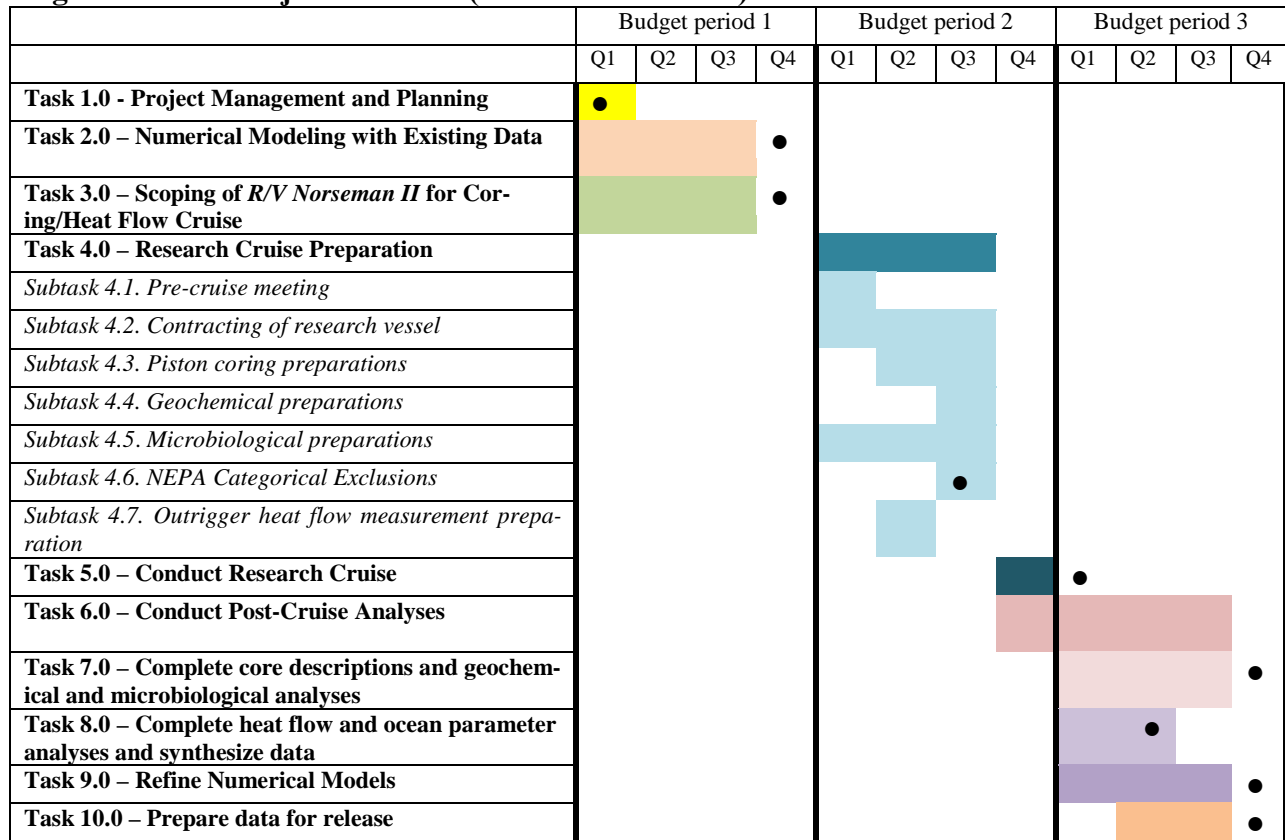 Budget period 1 Budget period 2 Budget period 3
Q1 Q2 Q3 Q4 Q1 Q2 Q3 Q4 Q1 Q2 Q3 Q4
Task 1.0 - Project Management and Planning
Task 2.0 – Numerical Modeling with Existing Data
Task 3.0 – Scoping of R/V Norseman II for Cor-
ing/Heat Flow Cruise
Task 4.0 – Research Cruise Preparation
Subtask 4.1. Pre-cruise meeting
Subtask 4.2. Contracting of research vessel
Subtask 4.3. Piston coring preparations
Subtask 4.4. Geochemical preparations
Subtask 4.5. Microbiological preparations
Subtask 4.6. NEPA Categorical Exclusions
Subtask 4.7. Outrigger heat flow measurement prepa-
ration
Task 5.0 – Conduct Research Cruise
Task 6.0 – Conduct Post-Cruise Analyses
Task 7.0 – Complete core descriptions and geochem-
ical and microbiological analyses
Task 8.0 – Complete heat flow and ocean parameter
analyses and synthesize data
Task 9.0 – Refine Numerical Models
Task 10.0 – Prepare data for release